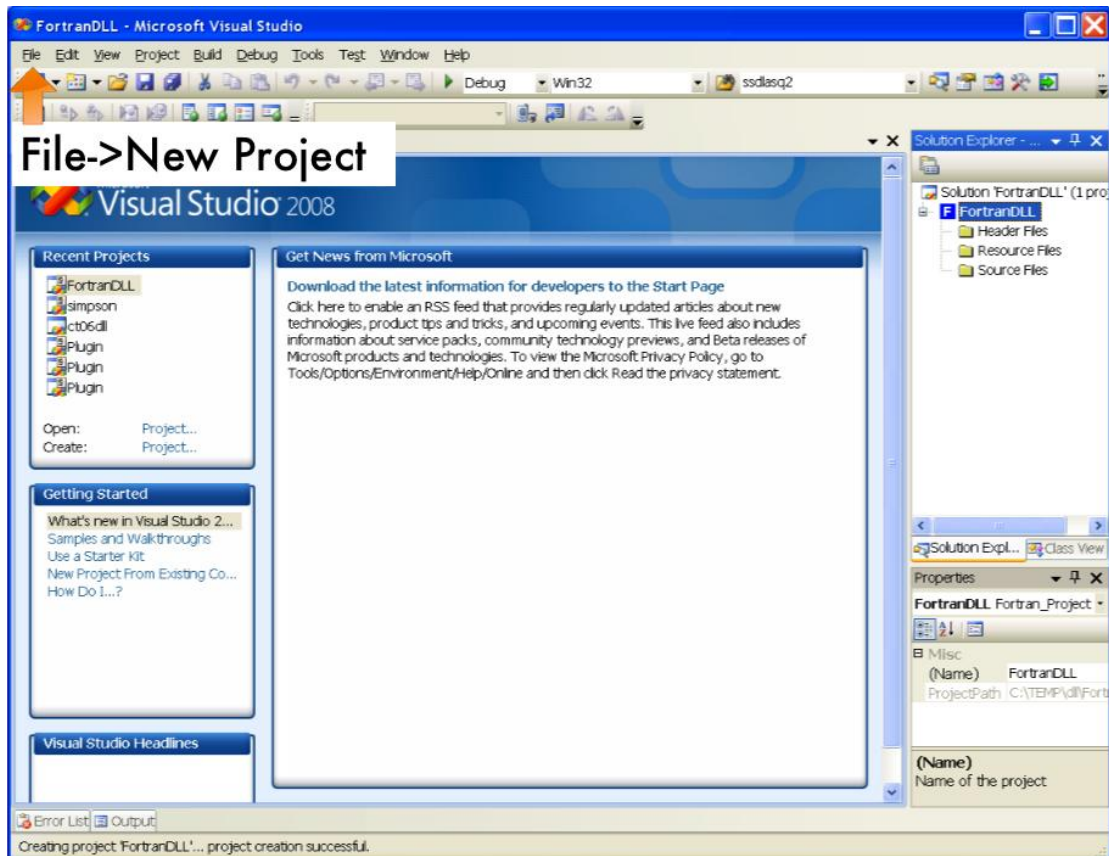 FortranDLL - Microsoft Visual Studio
File Edit View Project Build Debug Tools Test Window Help
Debug Win32 ssdlasq2
File->New Project
Visual Studio 2008
Recent Projects
FortranDLL
simpson
ct06dll
Plugin
Plugin
Plugin
Open: Project...
Create: Project...
Getting Started
What's new in Visual Studio 2...
Samples and Walkthroughs
Use a Starter Kit
New Project From Existing Co...
How Do I...?
Visual Studio Headlines
Get News from Microsoft
Download the latest information for developers to the Start Page
Click here to enable an RSS feed that provides regularly updated articles about new
technologies, product tips and tricks, and upcoming events. This live feed also includes
information about service packs, community technology previews, and Beta releases of
Microsoft products and technologies. To view the Microsoft Privacy Policy, go to
Tools/Options/Environment/Help/Online and then click Read the privacy statement.
Solution Explorer - ...
Solution 'FortranDLL' (1 proj
FortranDLL
Header Files
Resource Files
Source Files
Solution Expl... Class View
Properties
FortranDLL Fortran_Project
Misc
(Name) FortranDLL
ProjectPath C:\TEMP\dll\Fort
(Name)
Name of the project
Error List Output
Creating project 'FortranDLL'... project creation successful.